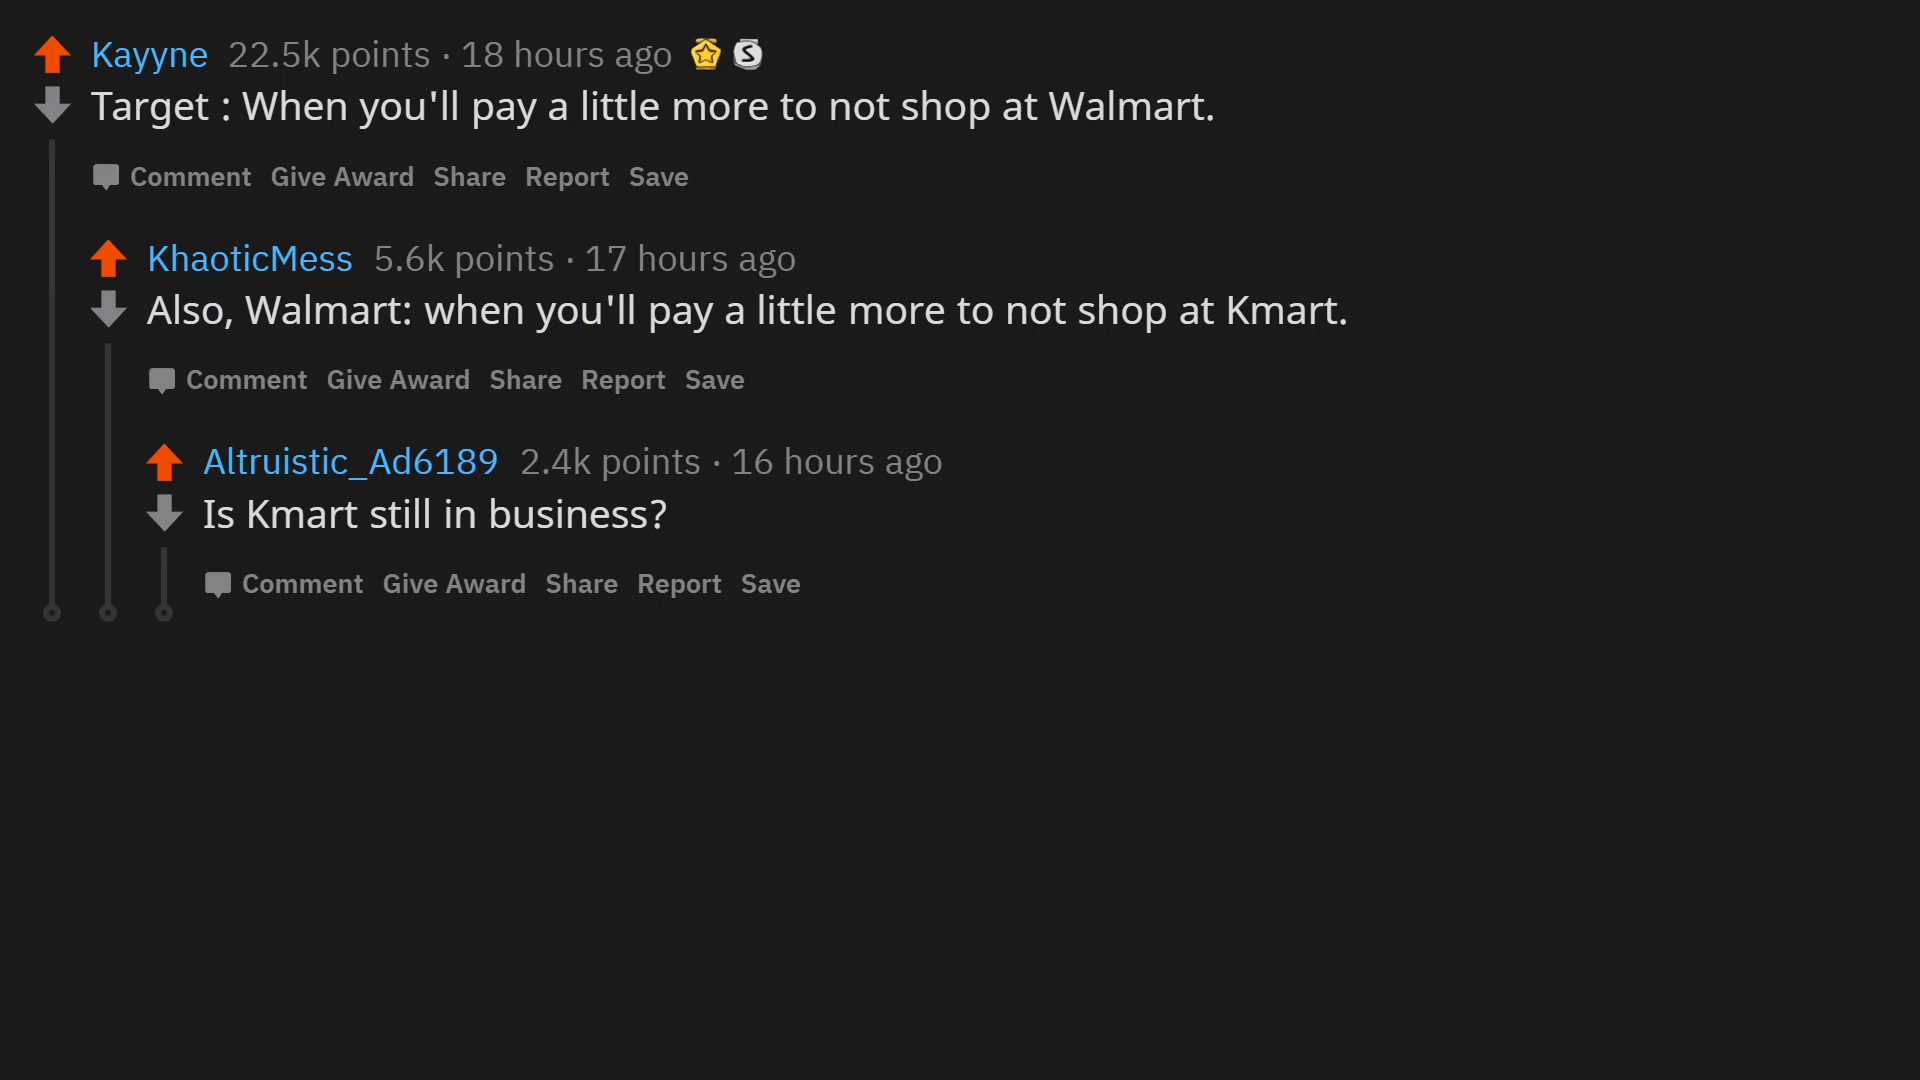 Kayyne 22.5k points · 18 hours ago
Target : When you'll pay a little more to not shop at Walmart.
Comment Give Award Share Report Save
KhaoticMess 5.6k points · 17 hours ago
Also, Walmart: when you'll pay a little more to not shop at Kmart.
Comment Give Award Share Report Save
Altruistic_Ad6189 2.4k points · 16 hours ago
Is Kmart still in business?
Comment Give Award Share Report Save